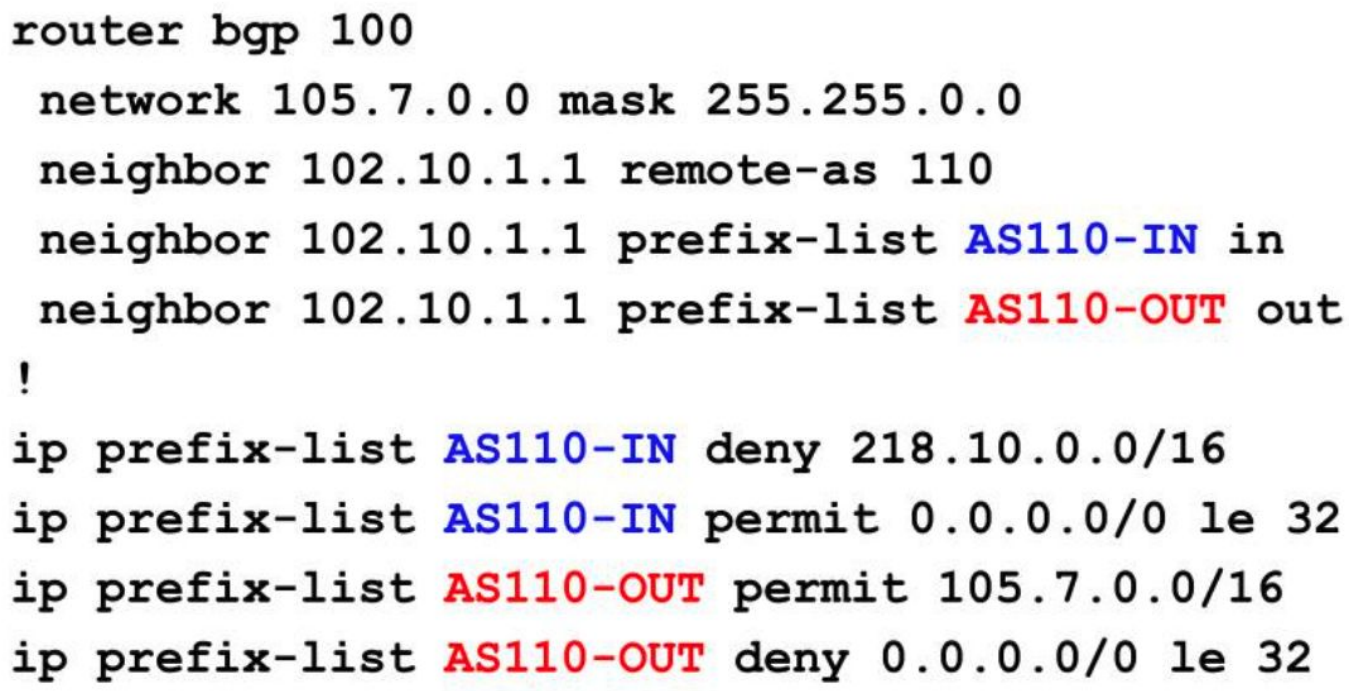 router bgp 100
network 105.7.0.0 mask 255.255.0.0
neighbor 102.10.1.1 remote-as 110
neighbor 102.10.1.1 prefix-list AS110-IN in
neighbor 102.10.1.1 prefix-list AS110-OUT out
!
ip prefix-list AS110-IN deny 218.10.0.0/16
ip prefix-list AS110-IN permit 0.0.0.0/0 le 32
ip prefix-list AS110-OUT permit 105.7.0.0/16
ip prefix-list AS110-OUT deny 0.0.0.0/0 le 32